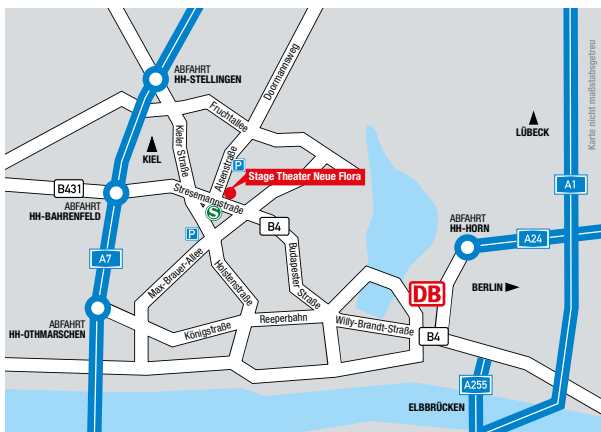 ABFAHRT
HH-STELLINGEN
Doormannsweg
Fruchtallee
Kieler Straße
KIEL
Alsenstraße
P
Stage Theater Neue Flora
LÜBECK
Karte nicht maßstabsgetreu
B431
Stresemannstraße
S
A1
ABFAHRT
HH-BAHRENFELD
P
B4
ABFAHRT
HH-HORN
A24
A7
Max-Brauer-Allee
Holstenstraße
Budapester Straße
DB
BERLIN
ABFAHRT
HH-OTHMARSCHEN
Königstraße
Reeperbahn
Willy-Brandt-Straße
B4
A255
ELBBRÜCKEN